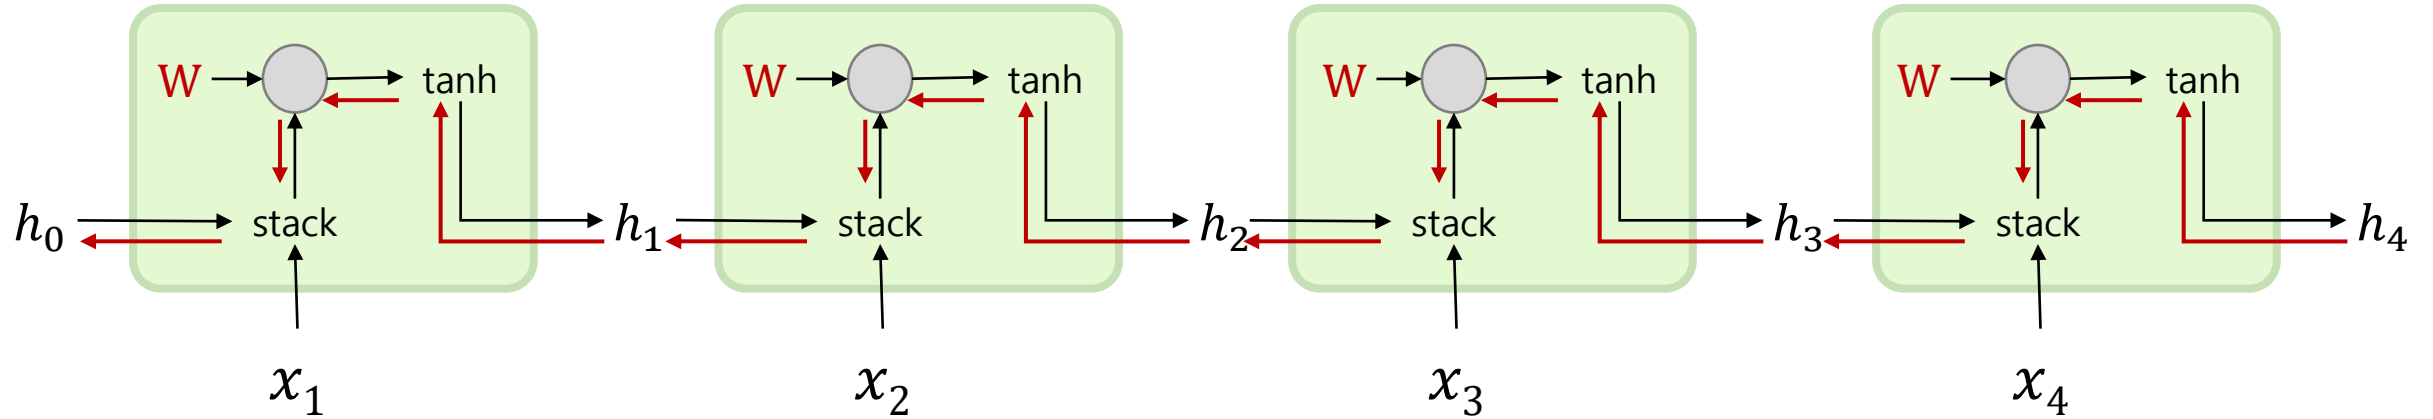 W tanh W tanh W tanh W tanh
h₀ stack h₁ stack h₂ stack h₃ stack h₄
x₁ x₂ x₃ x₄